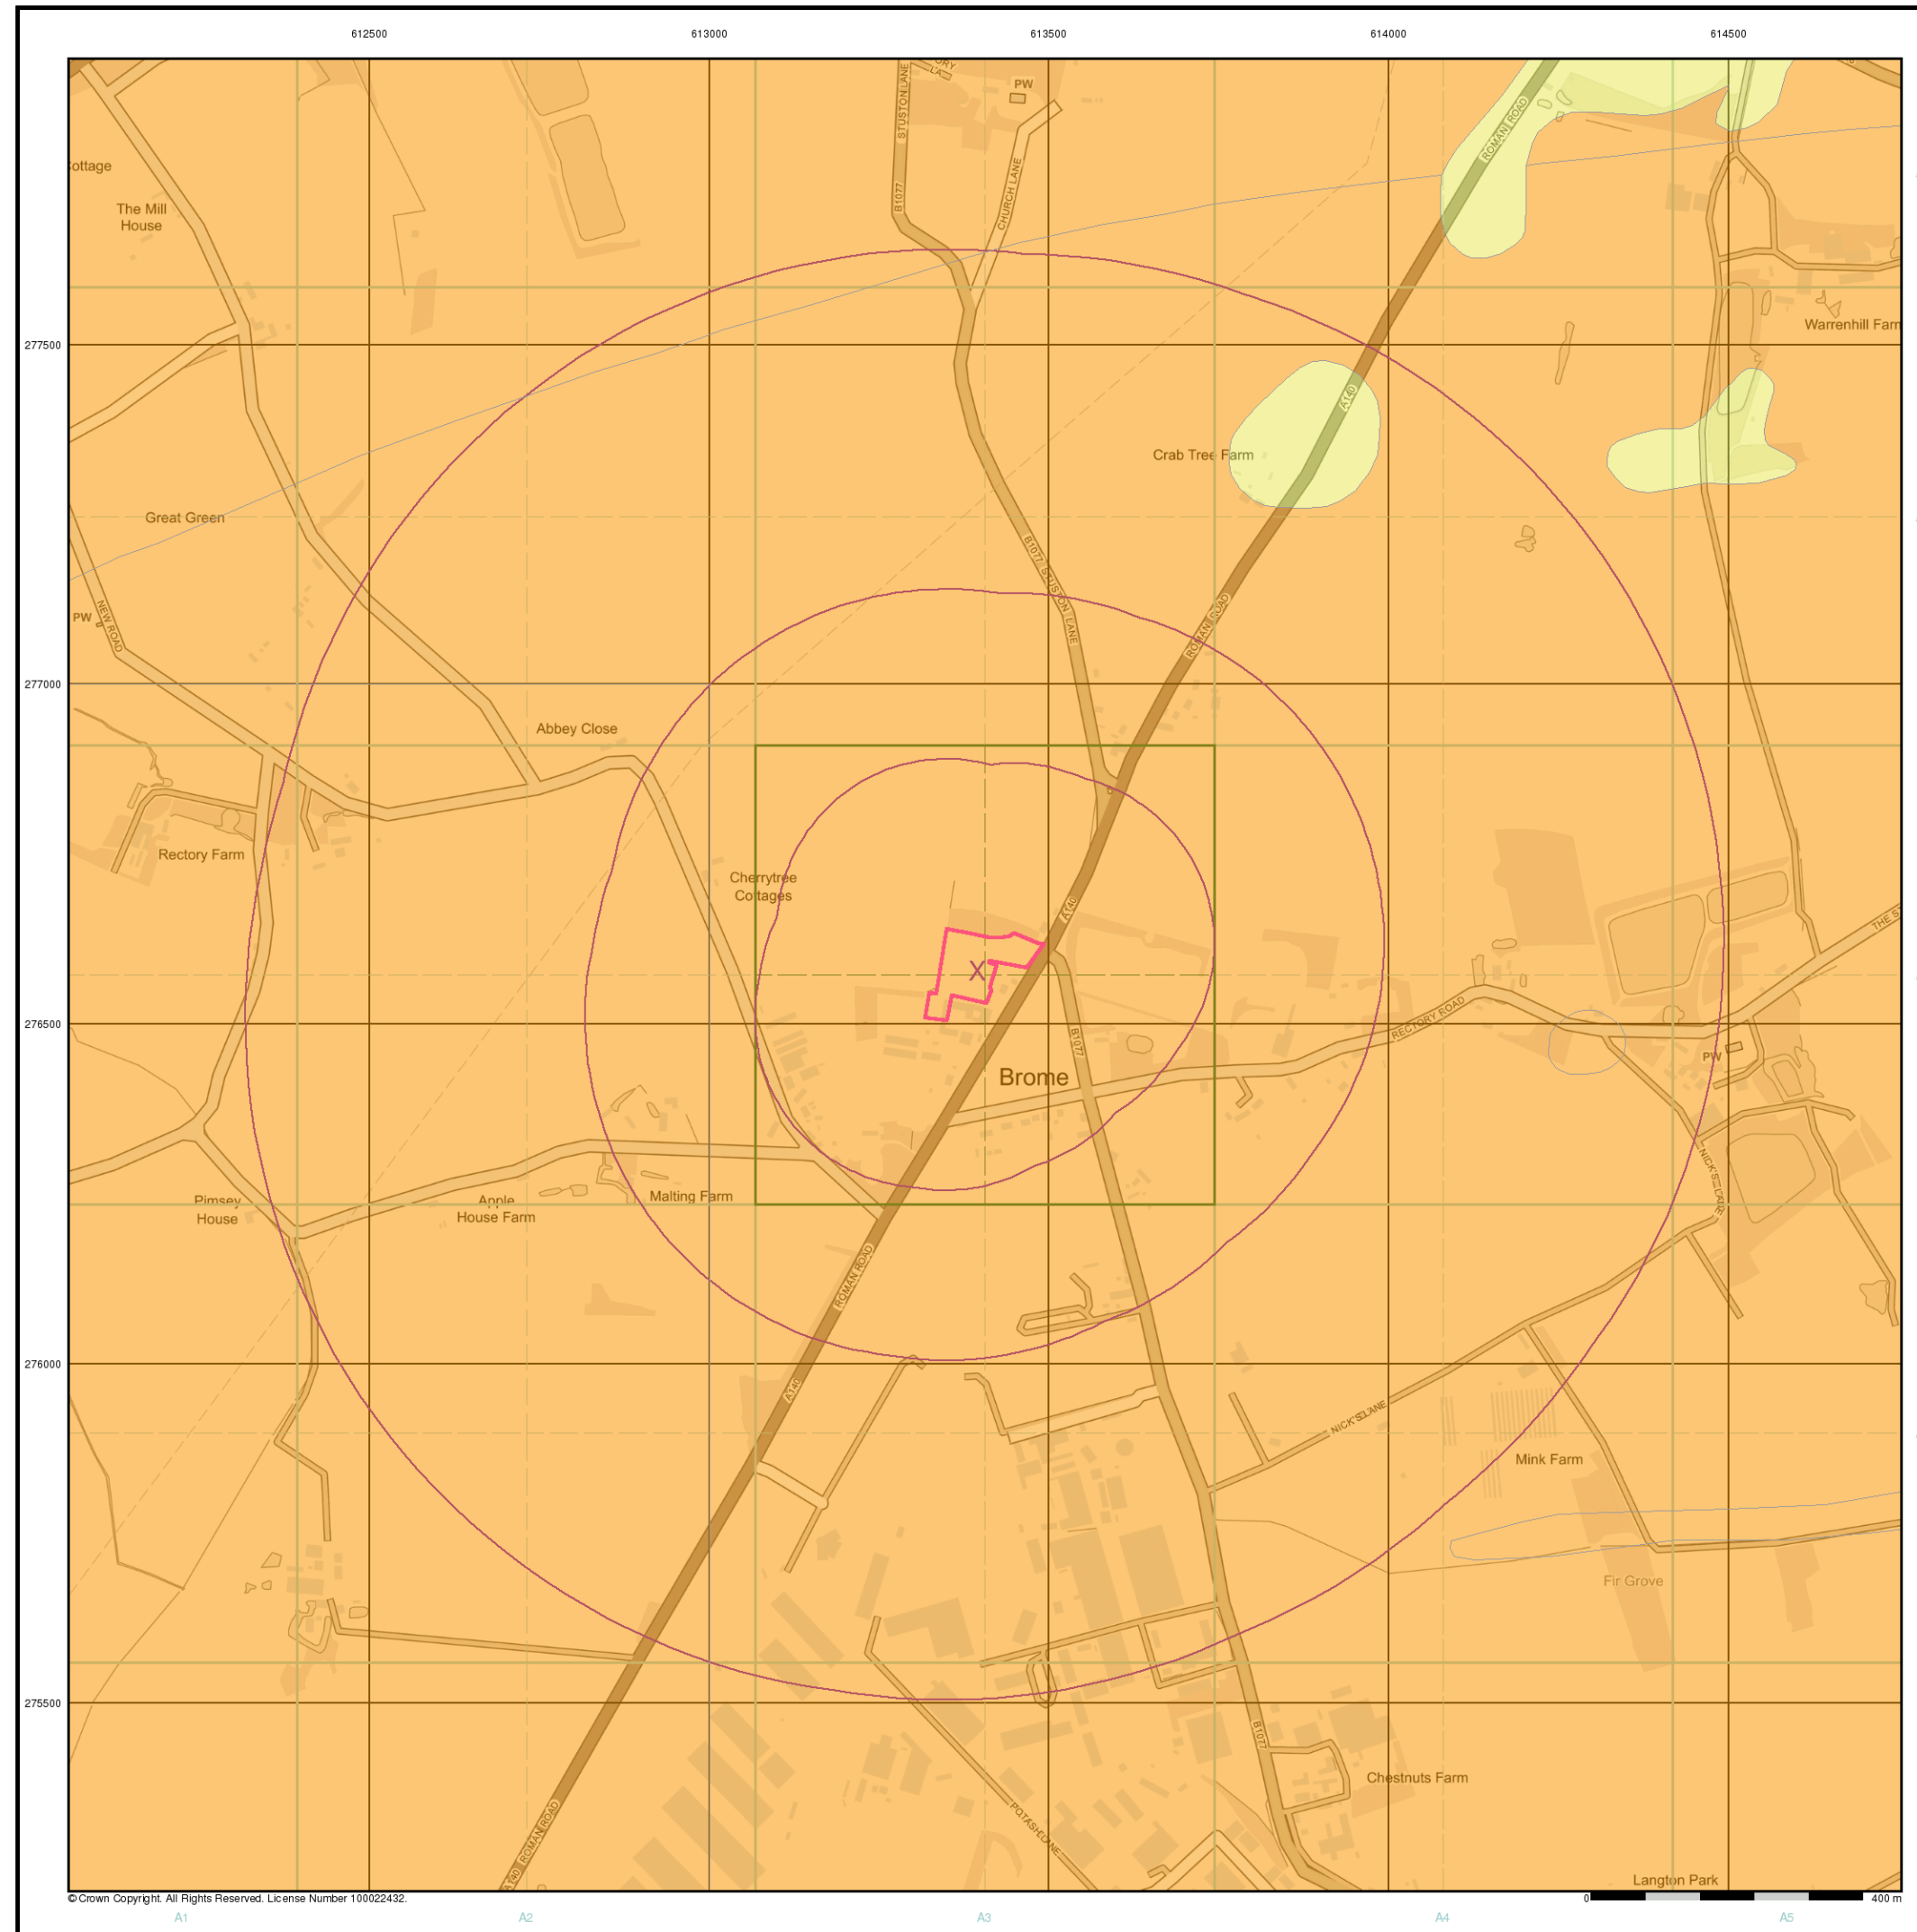 612500 613000 613500 614000 614500
STUSTON LANE
PW
ROMAN ROAD
The Mill
House
B1077
CHURCH LANE
Warrenhill Farm
277500
A140
Crab Tree Farm
Great Green
B1077 STUSTON LANE
PW
NEW ROAD
ROMAN ROAD
277000
Abbey Close
Rectory Farm
Cherrytree
Cottages
A140
X
276500
RECTORY ROAD
B1077
PW
Brome
NICK'S LANE
Pimsey
House
Apple
House Farm
Malting Farm
ROMAN ROAD
276000
A140
NICK'S LANE
Mink Farm
Fir Grove
275500
B1077
Chestnuts Farm
POTASH LANE
A140 ROMAN ROAD
Langton Park
© Crown Copyright. All Rights Reserved. License Number 100022432.
0 400 m
A1 A2 A3 A4 A5